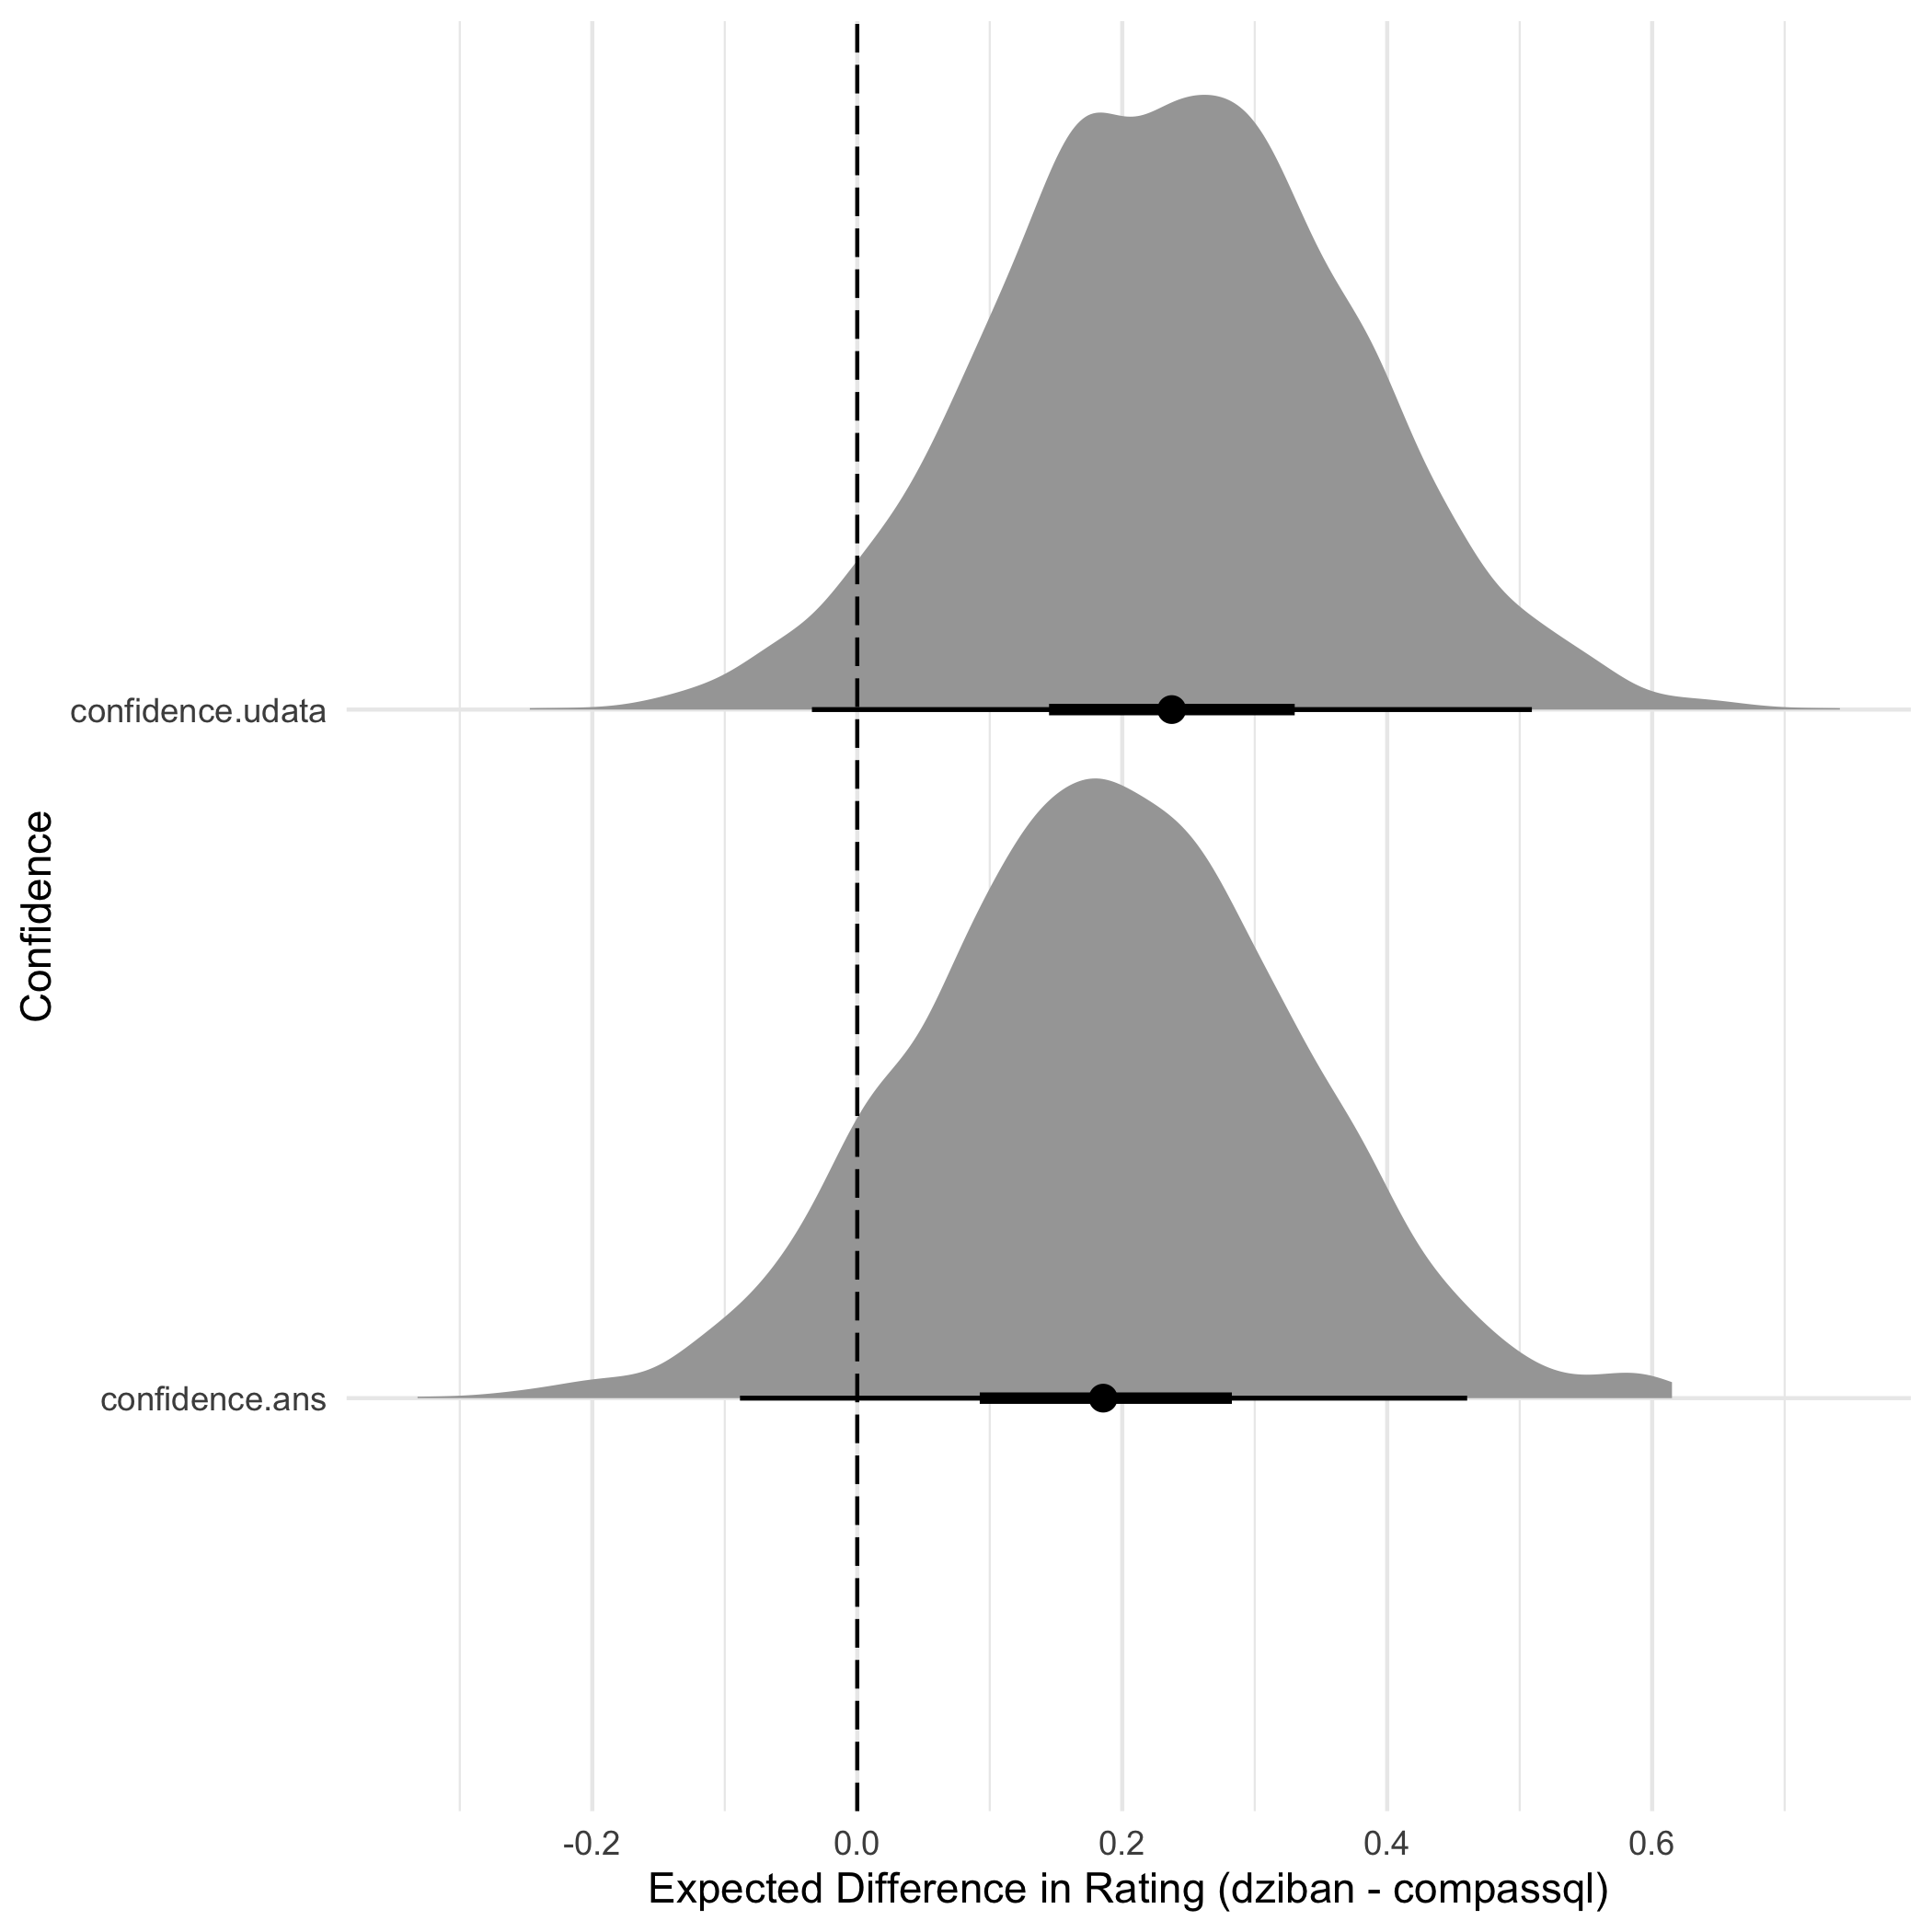 confidence.udata
Confidence
confidence.ans
-0.2 0.0 0.2 0.4 0.6
Expected Difference in Rating (dziban - compassql)